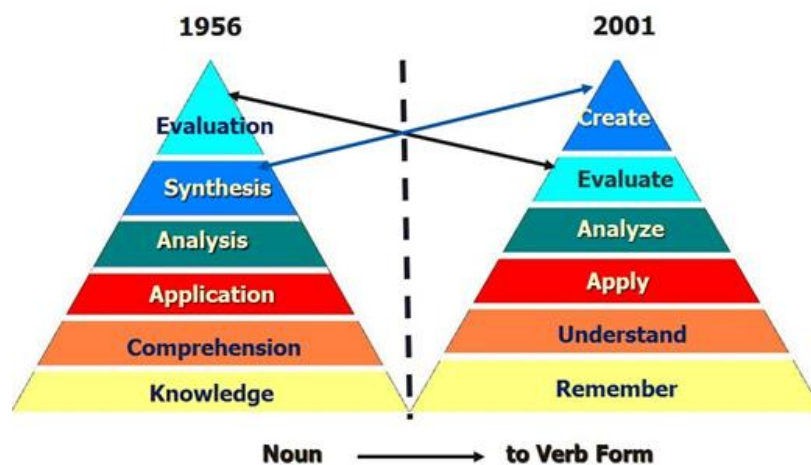 1956
Evaluation
Synthesis
Analysis
Application
Comprehension
Knowledge
2001
Create
Evaluate
Analyze
Apply
Understand
Remember
Noun to Verb Form